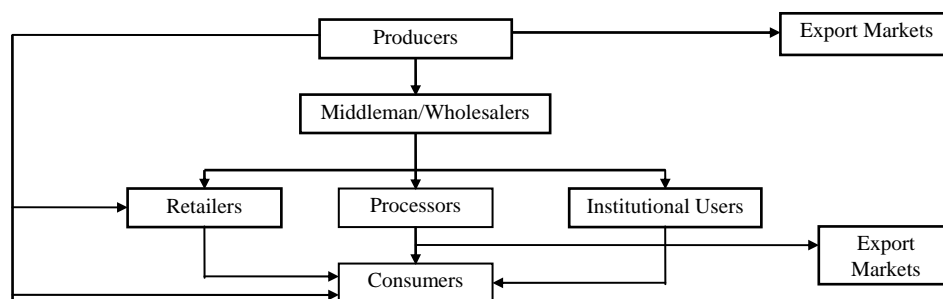 Producers
Export Markets
Middleman/Wholesalers
Retailers
Processors
Institutional Users
Export
Markets
Consumers